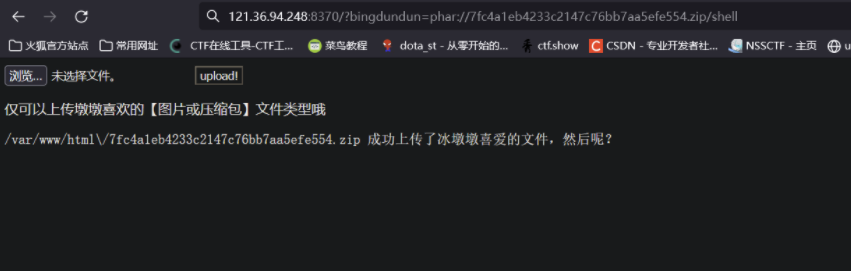 121.36.94.248:8370/?bingdundun=phar://7fc4a1eb4233c2147c76bb7aa5efe554.zip/shell
火狐官方站点 常用网址 CTF在线工具-CTF工... 菜鸟教程 dota_st - 从零开始的... ctf.show CSDN - 专业开发者社... NSSCTF - 主页 u
浏览... 未选择文件。 upload!
仅可以上传墩墩喜欢的【图片或压缩包】文件类型哦
/var/www/html\/7fc4a1eb4233c2147c76bb7aa5efe554.zip 成功上传了冰墩墩喜爱的文件，然后呢？